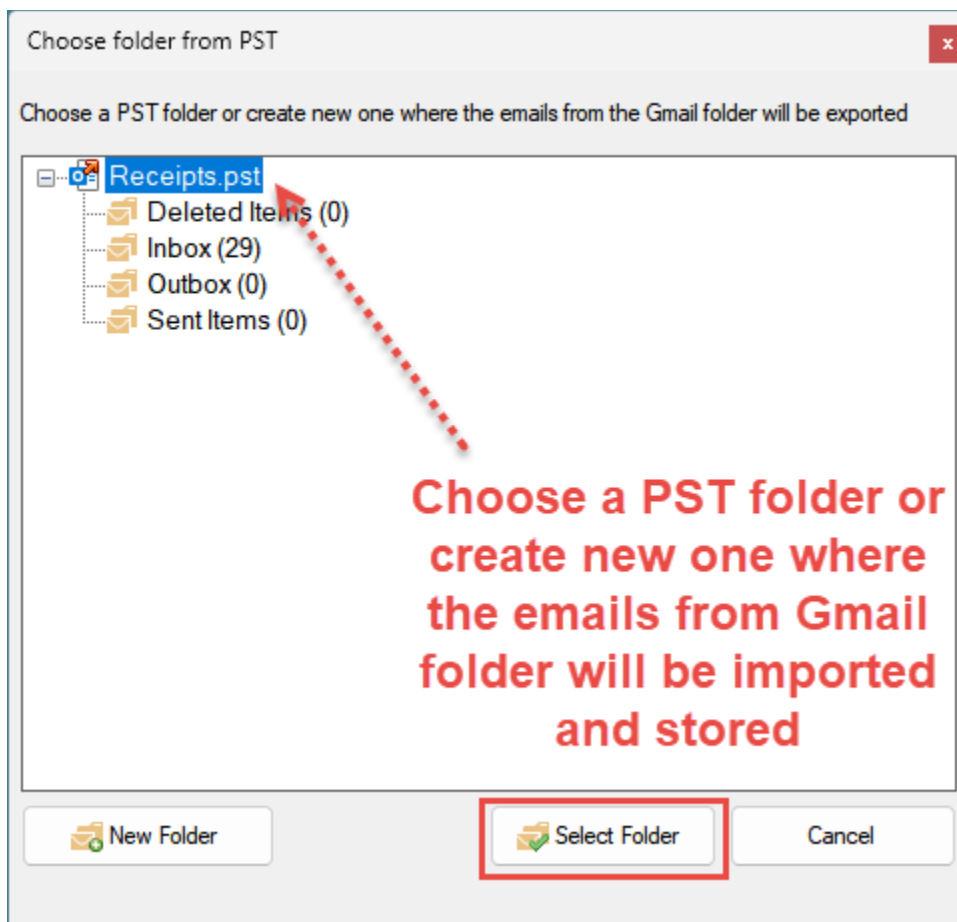 Choose folder from PST
x
Choose a PST folder or create new one where the emails from the Gmail folder will be exported
Receipts.pst
Deleted Items (0)
Inbox (29)
Outbox (0)
Sent Items (0)
Choose a PST folder or
create new one where
the emails from Gmail
folder will be imported
and stored
New Folder
Select Folder
Cancel